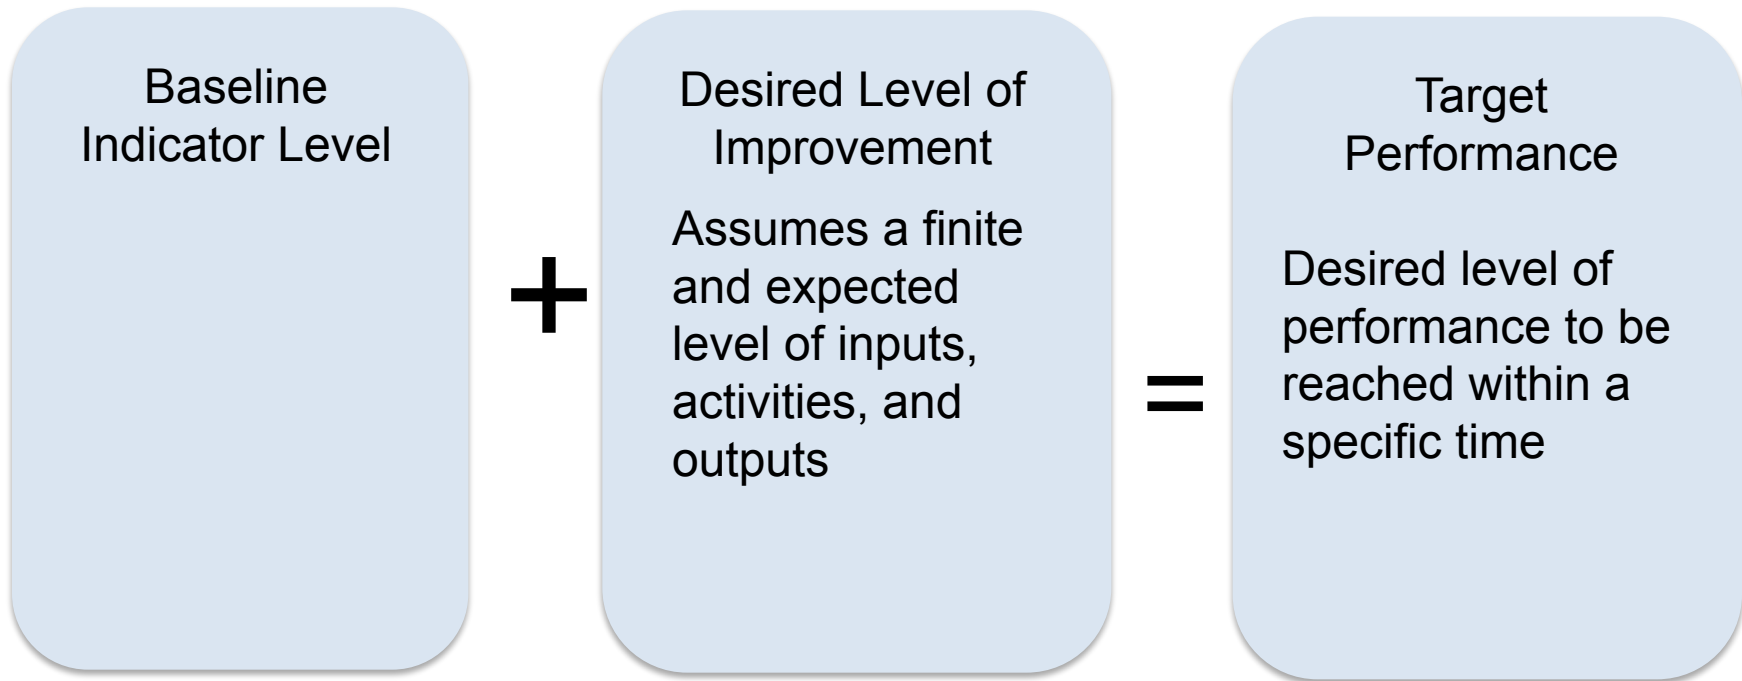 Baseline
Indicator Level
+
Desired Level of
Improvement
Assumes a finite
and expected
level of inputs,
activities, and
outputs
=
Target
Performance
Desired level of
performance to be
reached within a
specific time